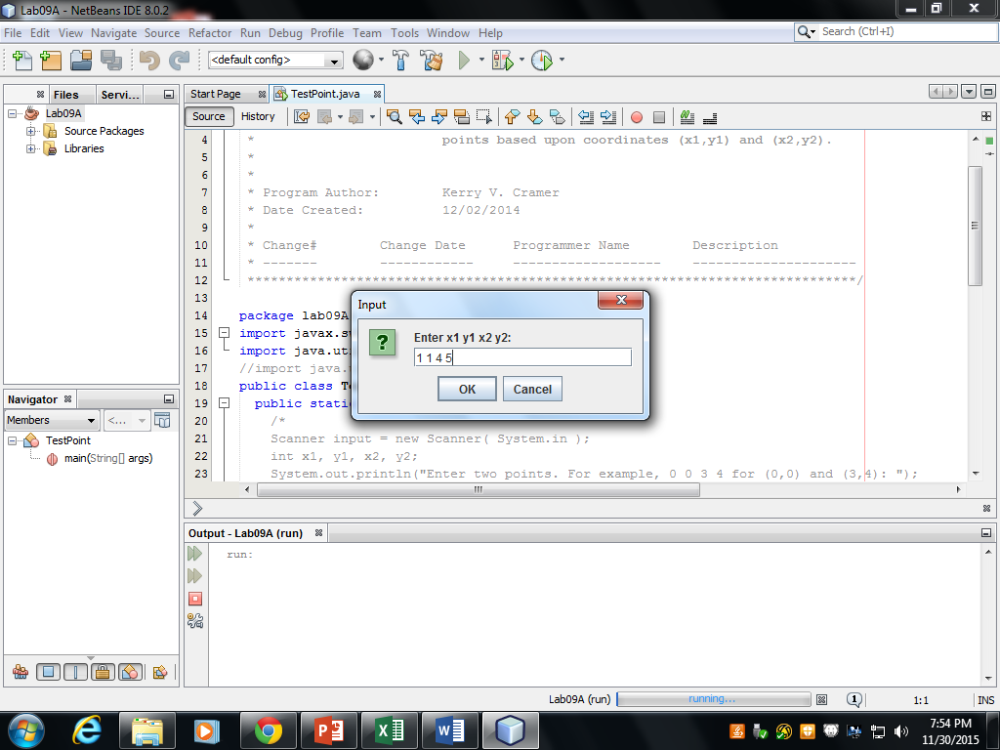 Lab09A - NetBeans IDE 8.0.2
File Edit View Navigate Source Refactor Run Debug Profile Team Tools Window Help
Search (Ctrl+I)
<default config>
Files Servi...
Start Page TestPoint.java
Lab09A
Source Packages
Libraries
Source History
4 * points based upon coordinates (x1,y1) and (x2,y2).
5 *
6 *
7 * Program Author: Kerry V. Cramer
8 * Date Created: 12/02/2014
9 *
10 * Change# Change Date Programmer Name Description
11 * ------- ------------ ------------------- ---------------------
12 ******************************************************************************/
13
14 package lab09A
15 import javax.sw
16 import java.ut
17 //import java.
18 public class T
19 public stati
20 /*
21 Scanner input = new Scanner( System.in );
22 int x1, y1, x2, y2;
23 System.out.println("Enter two points. For example, 0 0 3 4 for (0,0) and (3,4): ");
Input
Enter x1 y1 x2 y2:
1 1 4 5
OK Cancel
Navigator
Members <...
TestPoint
main(String[] args)
Output - Lab09A (run)
run:
Lab09A (run) running... 1 1:1 INS
7:54 PM
11/30/2015